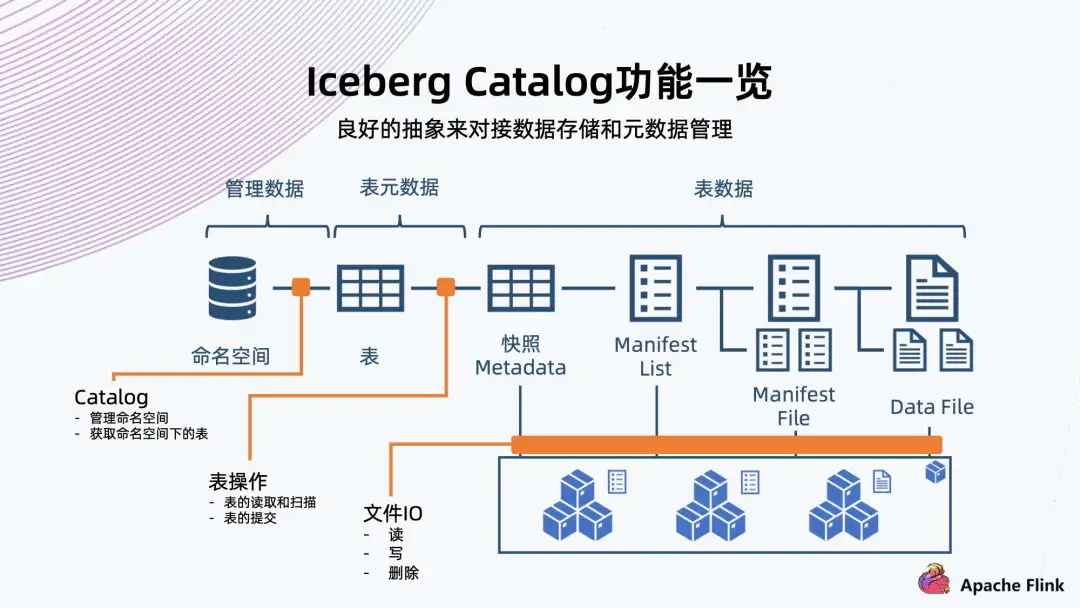 Iceberg Catalog功能一览
良好的抽象来对接数据存储和元数据管理
管理数据
表元数据
表数据
命名空间
表
快照
Metadata
Manifest
List
Manifest
File
Data File
Catalog
- 管理命名空间
- 获取命名空间下的表
表操作
- 表的读取和扫描
- 表的提交
文件IO
- 读
- 写
- 删除
Apache Flink